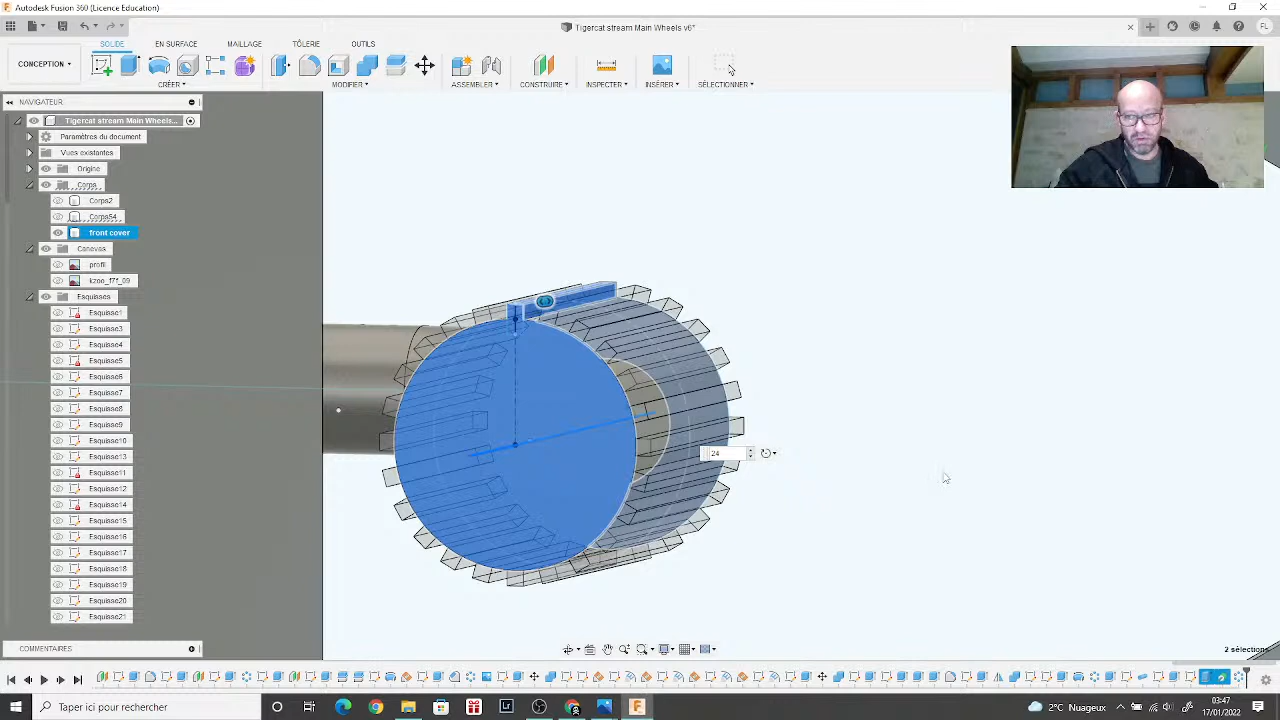 Autodesk Fusion 360 (Licence Education)
Tigercat stream Main Wheels v6*
FL
SOLIDE
EN SURFACE
MAILLAGE
TÔLERIE
OUTILS
CONCEPTION
CRÉER
MODIFIER
ASSEMBLER
CONSTRUIRE
INSPECTER
INSÉRER
SÉLECTIONNER
NAVIGATEUR
Tigercat stream Main Wheels...
Paramètres du document
Vues existantes
Origine
Corps
Corps2
Corps54
front cover
Canevas
profil
kzoo_f7f_09
Esquisses
Esquisse1
Esquisse3
Esquisse4
Esquisse5
Esquisse6
Esquisse7
Esquisse8
Esquisse9
Esquisse10
Esquisse13
Esquisse11
Esquisse12
Esquisse14
Esquisse15
Esquisse16
Esquisse17
Esquisse18
Esquisse19
Esquisse20
Esquisse21
24
COMMENTAIRES
2 sélection
Taper ici pour rechercher
2°C Nuageux
03:47
17/01/2022